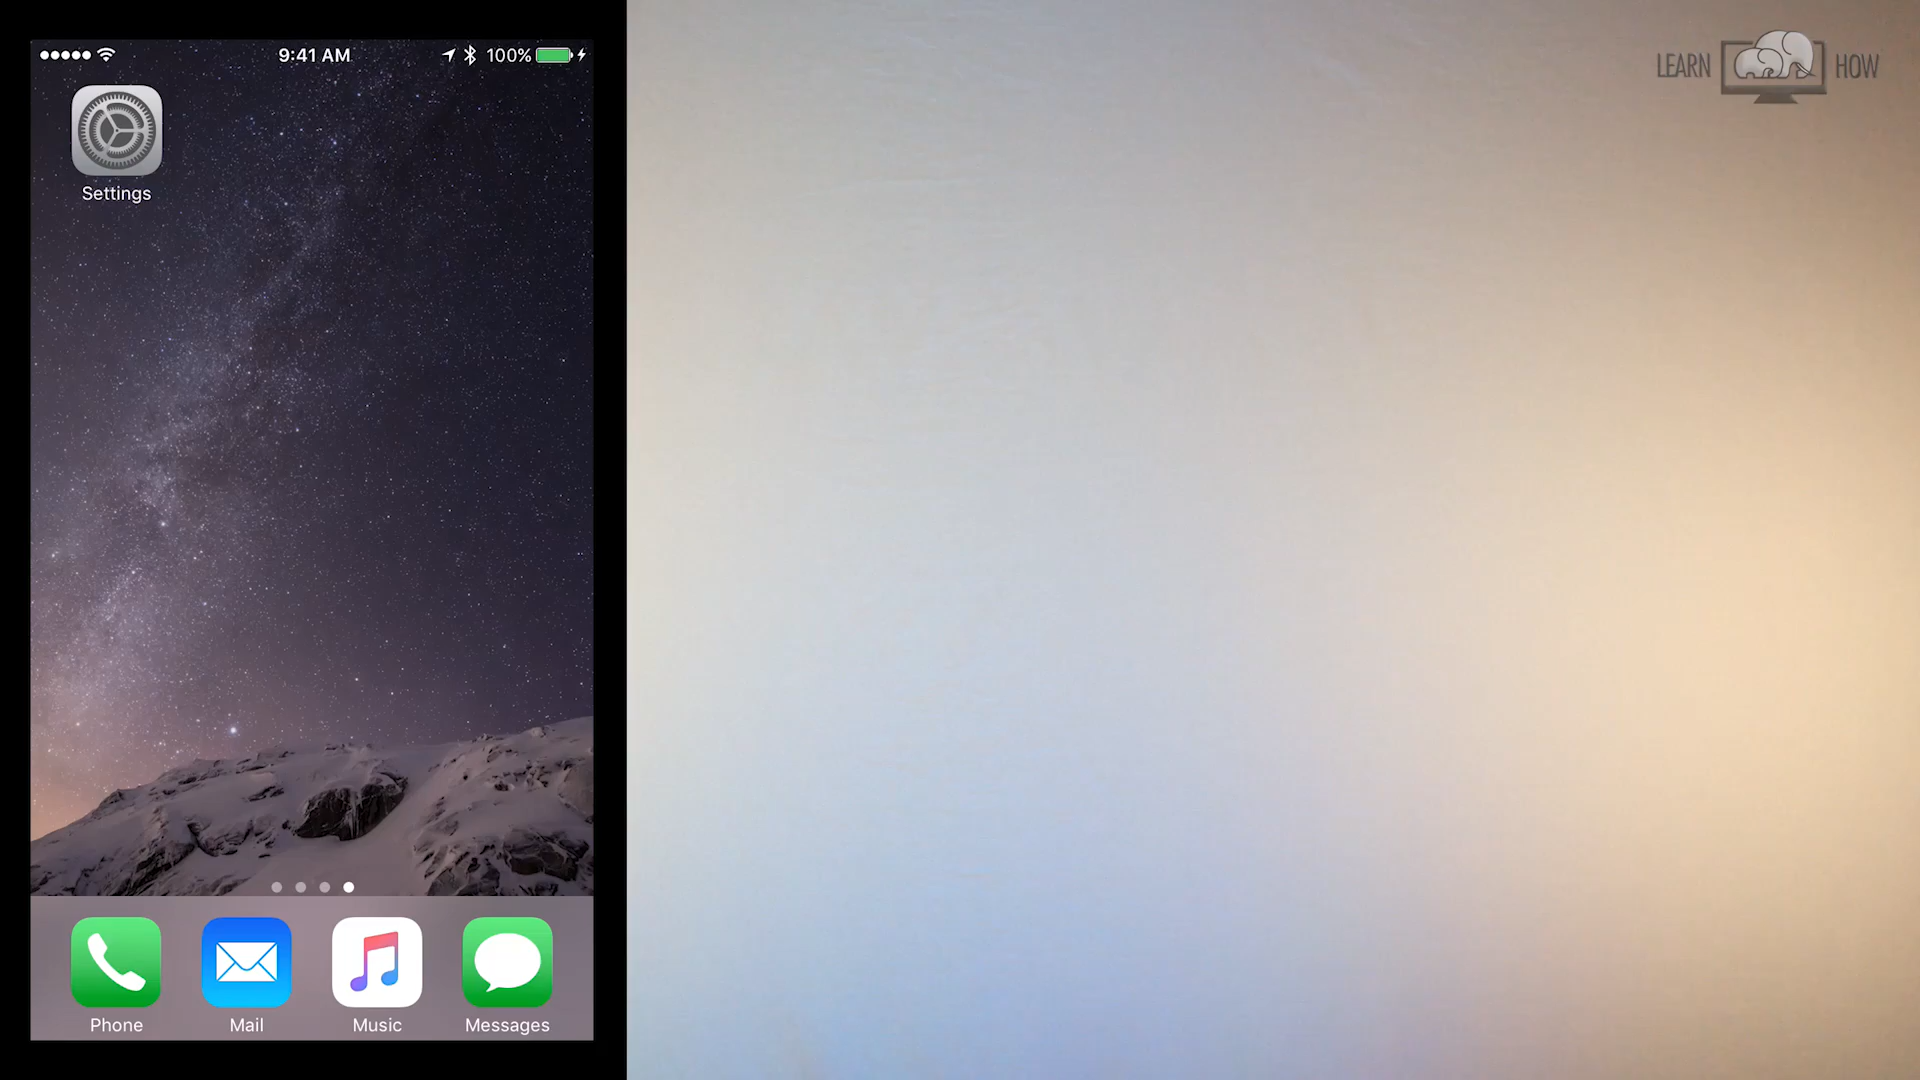 9:41 AM
100%
LEARN HOW
Settings
Phone
Mail
Music
Messages